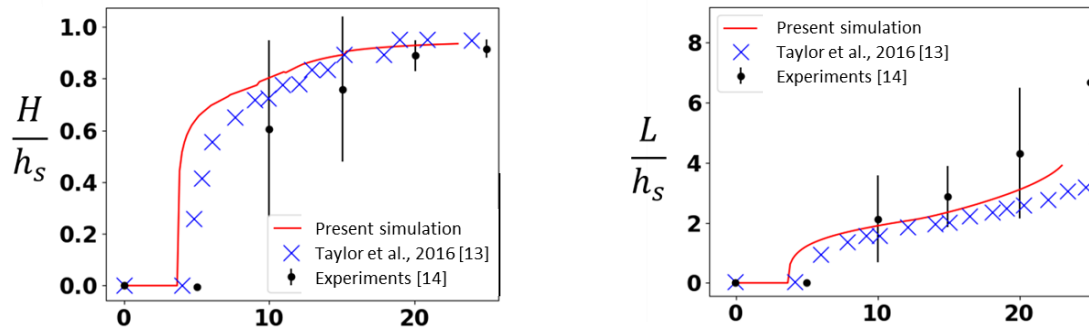 H
h_s
1.0
0.8
0.6
0.4
0.2
0.0
Present simulation
Taylor et al., 2016 [13]
Experiments [14]
0
10
20
L
h_s
8
6
4
2
0
Present simulation
Taylor et al., 2016 [13]
Experiments [14]
0
10
20